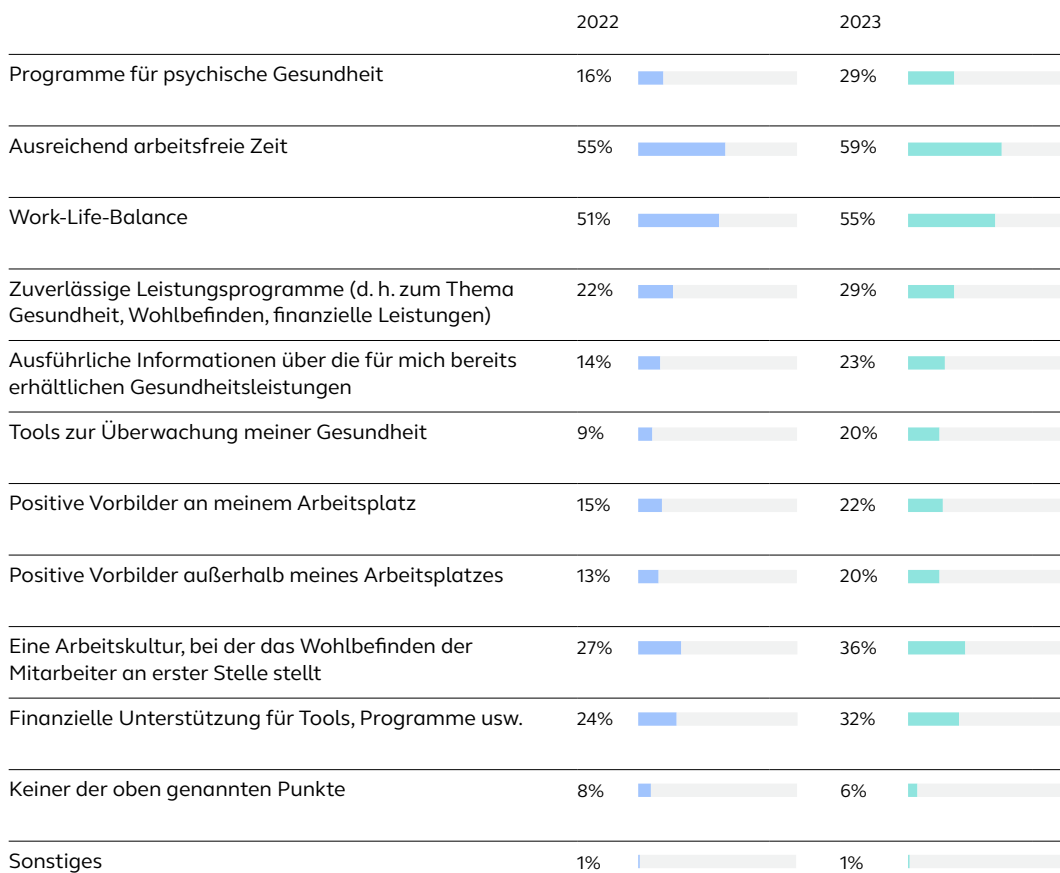 2022 2023
Programme für psychische Gesundheit 16% 29%
Ausreichend arbeitsfreie Zeit 55% 59%
Work-Life-Balance 51% 55%
Zuverlässige Leistungsprogramme (d. h. zum Thema 22% 29%
Gesundheit, Wohlbefinden, finanzielle Leistungen)
Ausführliche Informationen über die für mich bereits 14% 23%
erhältlichen Gesundheitsleistungen
Tools zur Überwachung meiner Gesundheit 9% 20%
Positive Vorbilder an meinem Arbeitsplatz 15% 22%
Positive Vorbilder außerhalb meines Arbeitsplatzes 13% 20%
Eine Arbeitskultur, bei der das Wohlbefinden der 27% 36%
Mitarbeiter an erster Stelle stellt
Finanzielle Unterstützung für Tools, Programme usw. 24% 32%
Keiner der oben genannten Punkte 8% 6%
Sonstiges 1% 1%